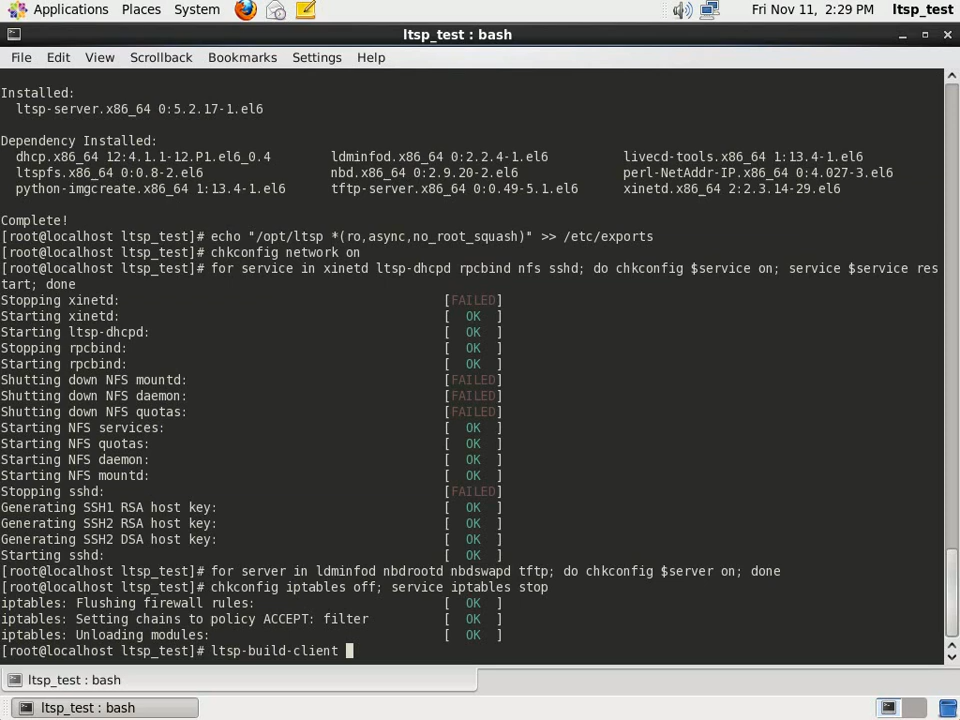 Applications Places System Fri Nov 11, 2:29 PM ltsp_test
ltsp_test : bash
File Edit View Scrollback Bookmarks Settings Help
Installed:
ltsp-server.x86_64 0:5.2.17-1.el6
Dependency Installed:
dhcp.x86_64 12:4.1.1-12.P1.el6_0.4 ldminfod.x86_64 0:2.2.4-1.el6 livecd-tools.x86_64 1:13.4-1.el6
ltspfs.x86_64 0:0.8-2.el6 nbd.x86_64 0:2.9.20-2.el6 perl-NetAddr-IP.x86_64 0:4.027-3.el6
python-imgcreate.x86_64 1:13.4-1.el6 tftp-server.x86_64 0:0.49-5.1.el6 xinetd.x86_64 2:2.3.14-29.el6
Complete!
[root@localhost ltsp_test]# echo "/opt/ltsp *(ro,async,no_root_squash)" >> /etc/exports
[root@localhost ltsp_test]# chkconfig network on
[root@localhost ltsp_test]# for service in xinetd ltsp-dhcpd rpcbind nfs sshd; do chkconfig $service on; service $service res
tart; done
Stopping xinetd: [FAILED]
Starting xinetd: [ OK ]
Starting ltsp-dhcpd: [ OK ]
Stopping rpcbind: [ OK ]
Starting rpcbind: [ OK ]
Shutting down NFS mountd: [FAILED]
Shutting down NFS daemon: [FAILED]
Shutting down NFS quotas: [FAILED]
Starting NFS services: [ OK ]
Starting NFS quotas: [ OK ]
Starting NFS daemon: [ OK ]
Starting NFS mountd: [ OK ]
Stopping sshd: [FAILED]
Generating SSH1 RSA host key: [ OK ]
Generating SSH2 RSA host key: [ OK ]
Generating SSH2 DSA host key: [ OK ]
Starting sshd: [ OK ]
[root@localhost ltsp_test]# for server in ldminfod nbdrootd nbdswapd tftp; do chkconfig $server on; done
[root@localhost ltsp_test]# chkconfig iptables off; service iptables stop
iptables: Flushing firewall rules: [ OK ]
iptables: Setting chains to policy ACCEPT: filter [ OK ]
iptables: Unloading modules: [ OK ]
[root@localhost ltsp_test]# ltsp-build-client
ltsp_test : bash
ltsp_test : bash